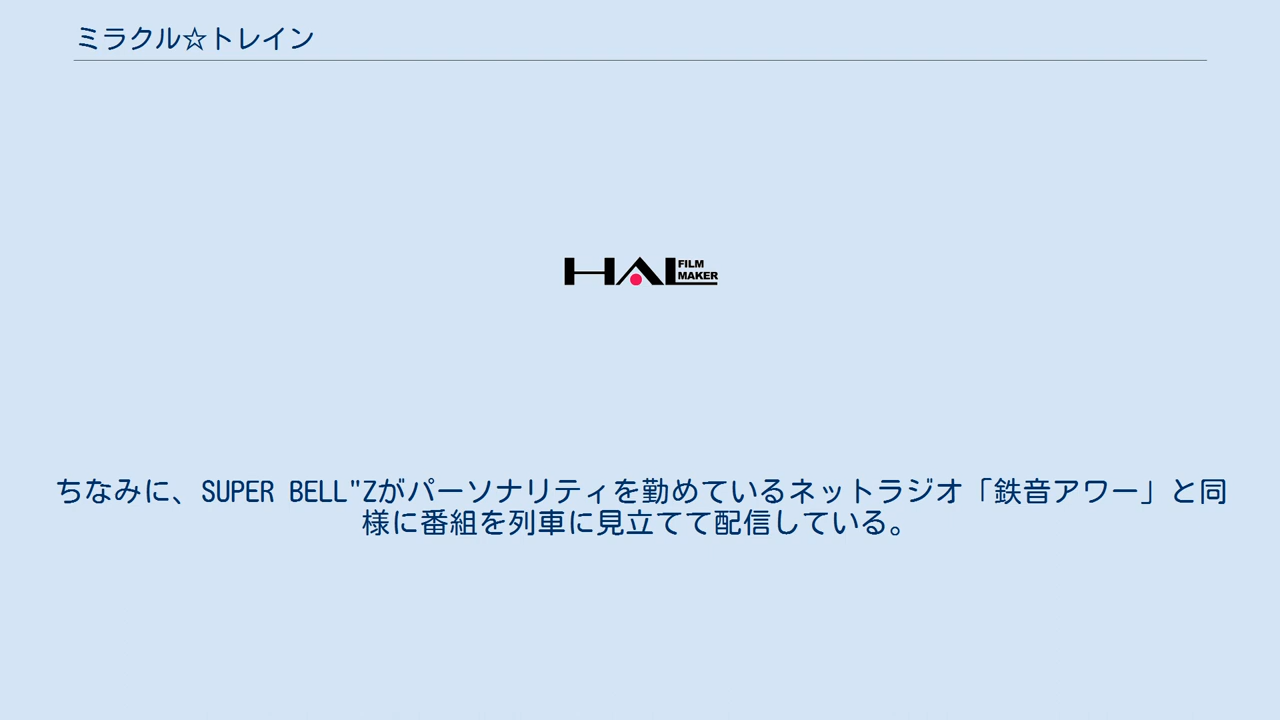 ミラクル☆トレイン
HAL FILM
MAKER
ちなみに、SUPER BELL"Zがパーソナリティを勤めているネットラジオ「鉄音アワー」と同
様に番組を列車に見立てて配信している。